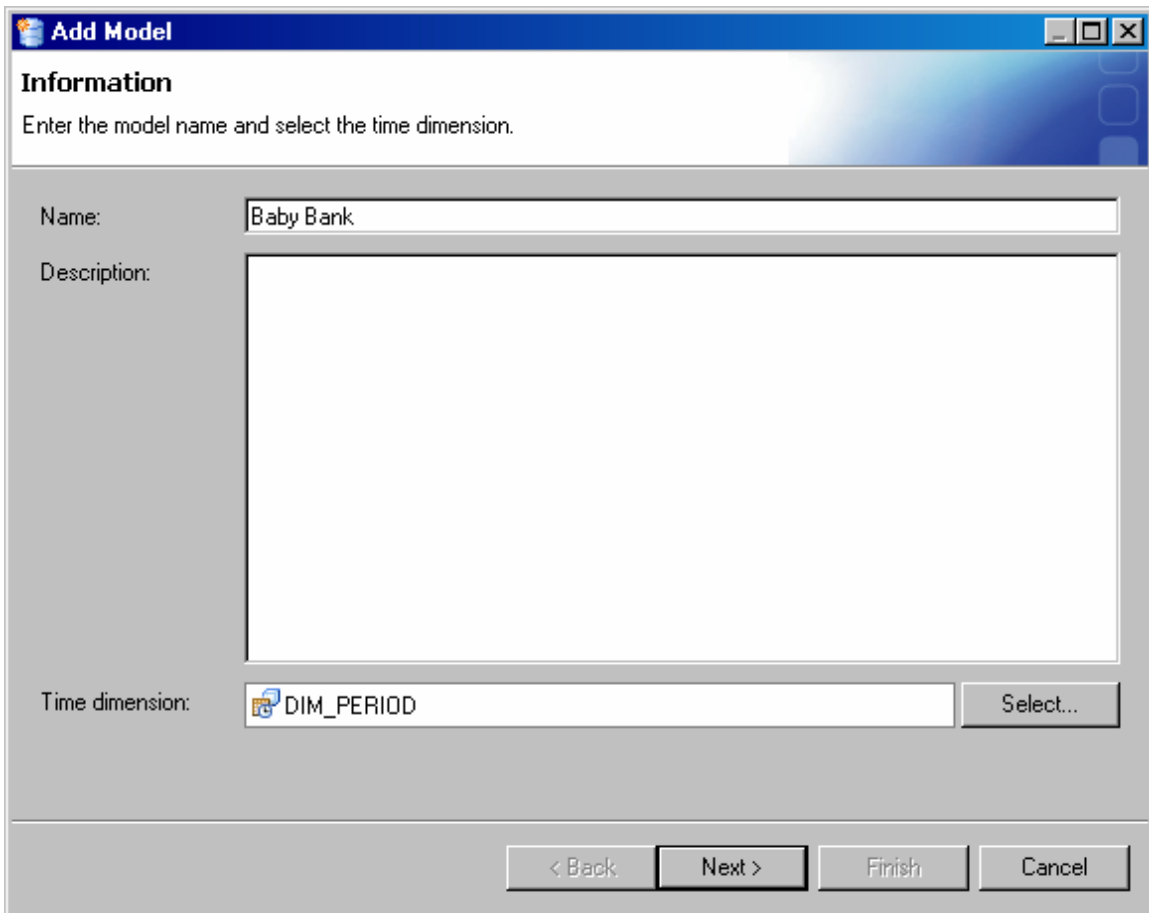 Add Model
Information
Enter the model name and select the time dimension.
Name:
Baby Bank
Description:
Time dimension:
DIM_PERIOD
Select...
< Back
Next >
Finish
Cancel